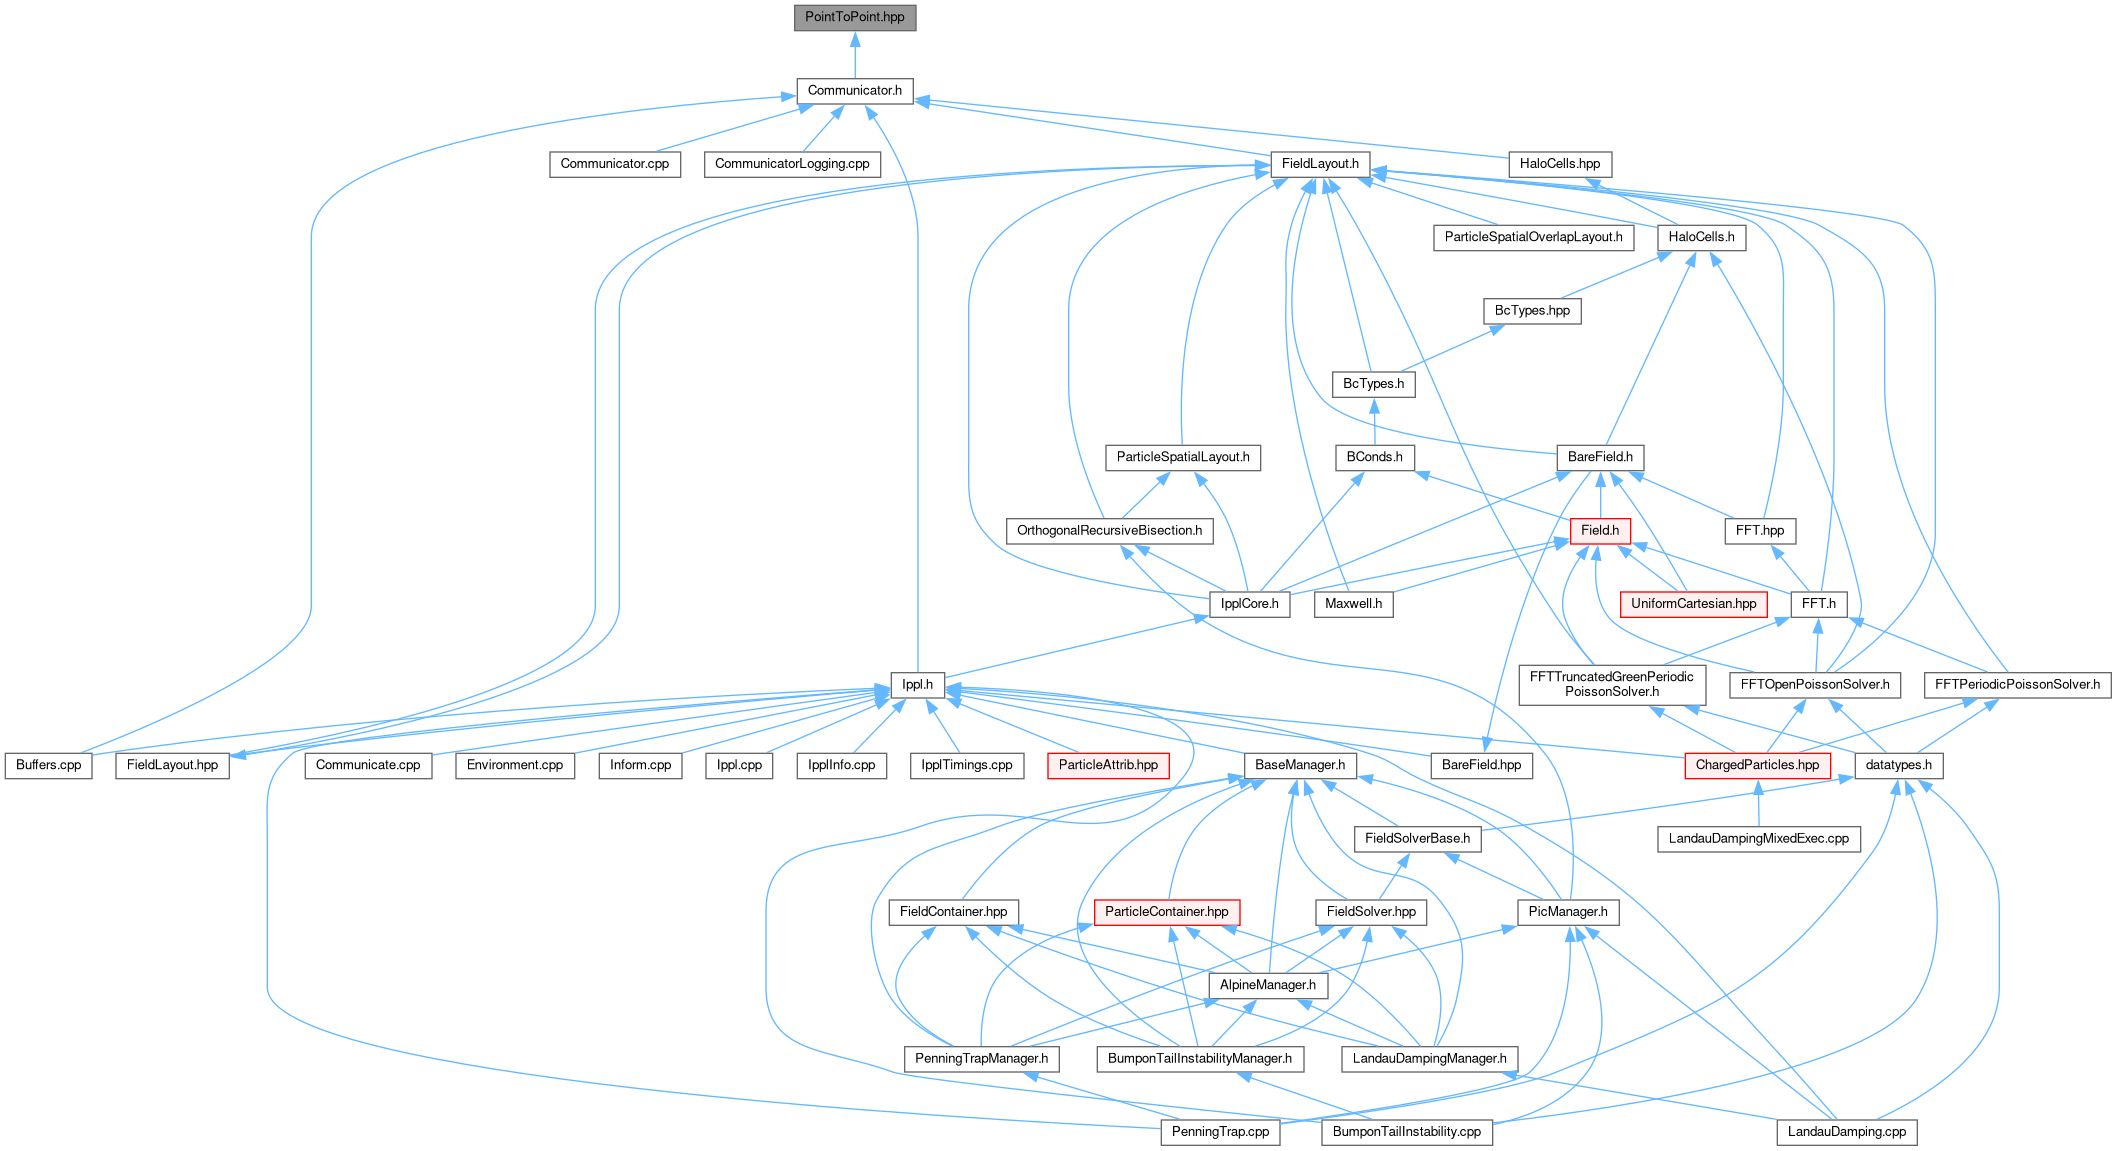 PointToPoint.hpp
Communicator.h
Communicator.cpp
CommunicatorLogging.cpp
FieldLayout.h
HaloCells.hpp
ParticleSpatialOverlapLayout.h
HaloCells.h
BcTypes.hpp
BcTypes.h
ParticleSpatialLayout.h
BConds.h
BareField.h
OrthogonalRecursiveBisection.h
Field.h
FFT.hpp
IpplCore.h
Maxwell.h
UniformCartesian.hpp
FFT.h
Ippl.h
FFTTruncatedGreenPeriodic
PoissonSolver.h
FFTOpenPoissonSolver.h
FFTPeriodicPoissonSolver.h
Buffers.cpp
FieldLayout.hpp
Communicate.cpp
Environment.cpp
Inform.cpp
Ippl.cpp
IpplInfo.cpp
IpplTimings.cpp
ParticleAttrib.hpp
BaseManager.h
BareField.hpp
ChargedParticles.hpp
datatypes.h
FieldSolverBase.h
LandauDampingMixedExec.cpp
FieldContainer.hpp
ParticleContainer.hpp
FieldSolver.hpp
PicManager.h
AlpineManager.h
PenningTrapManager.h
BumponTailInstabilityManager.h
LandauDampingManager.h
PenningTrap.cpp
BumponTailInstability.cpp
LandauDamping.cpp